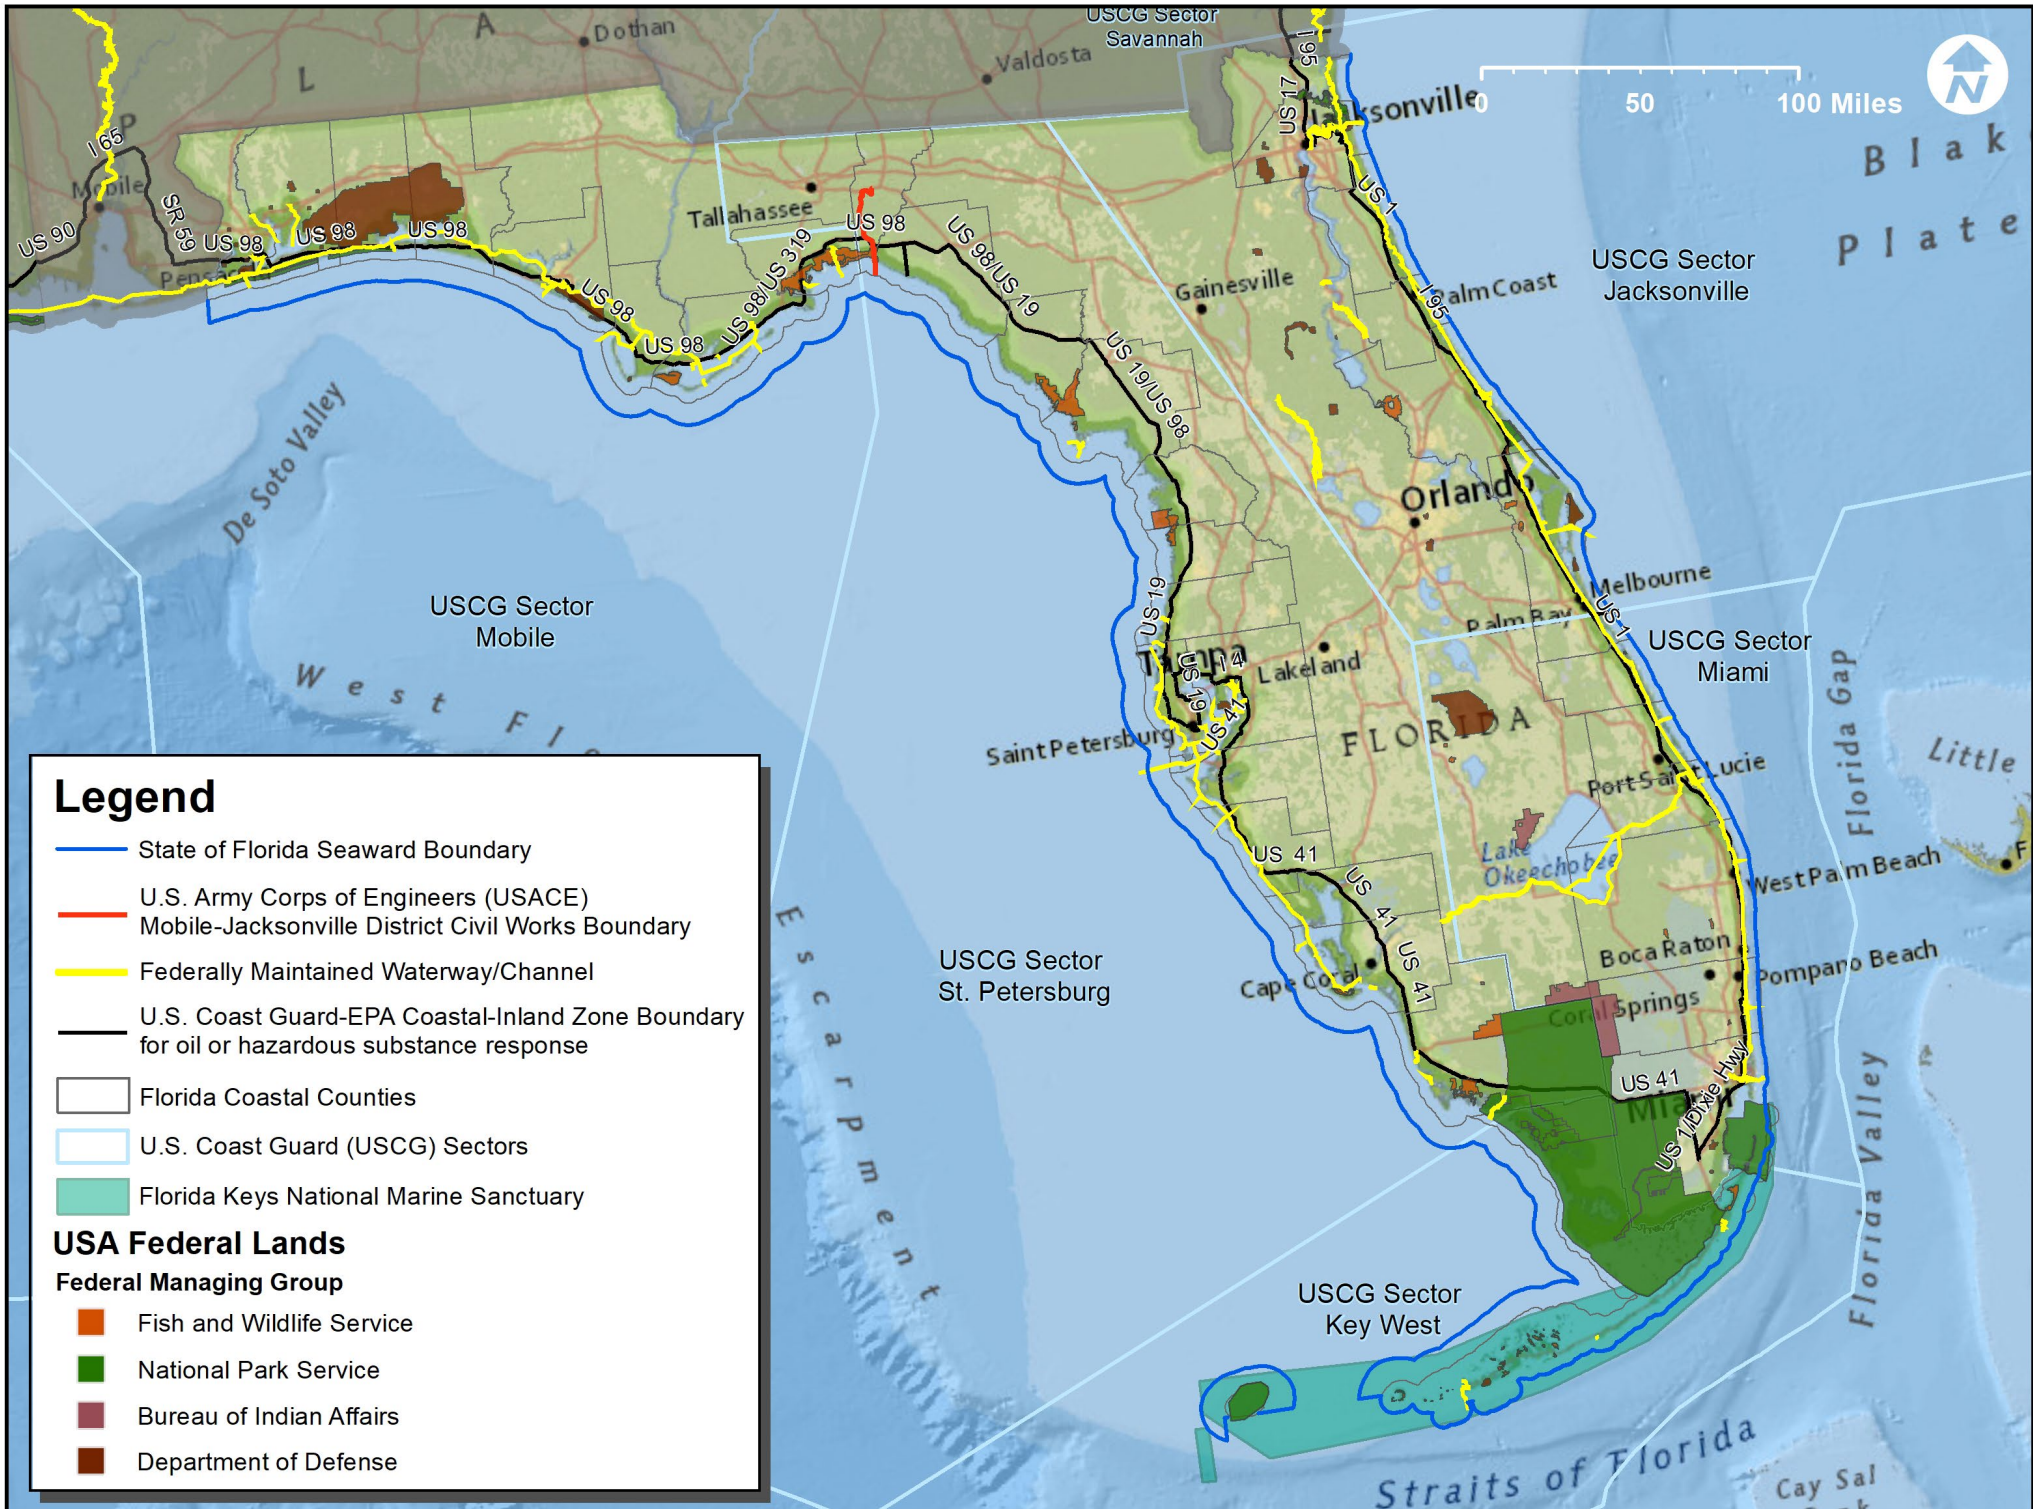 USCG Sector
Savannah
A
Dothan
Valdosta
L
P
I 95
US 17
Jacksonville
0 50 100 Miles
N
Blak
Plate
I 65
Mobile
SR 59
US 90
US 98
US 98
US 98
Pensacola
Tallahassee
US 98
US 98/US 319
US 98/US 19
US 98
US 98
US 1
USCG Sector
Jacksonville
Gainesville
Palm Coast
I 95
US 19/US 98
De Soto Valley
Orlando
USCG Sector
Mobile
West Flo
US 19
Melbourne
Palm Bay
US 1
USCG Sector
Miami
Tampa
US 19
I 4
Lakeland
US 41
Saint Petersburg
FLORIDA
Port Saint Lucie
Florida Gap
Little
F
US 41
US 41
US 41
Lake
Okeechobee
West Palm Beach
Escarpment
USCG Sector
St. Petersburg
Cape Coral
Boca Raton
Pompano Beach
Coral Springs
US 41
Miami
US 1/Dixie Hwy
Florida Valley
USCG Sector
Key West
Straits of Florida
Cay Sal
Legend
State of Florida Seaward Boundary
U.S. Army Corps of Engineers (USACE)
Mobile-Jacksonville District Civil Works Boundary
Federally Maintained Waterway/Channel
U.S. Coast Guard-EPA Coastal-Inland Zone Boundary
for oil or hazardous substance response
Florida Coastal Counties
U.S. Coast Guard (USCG) Sectors
Florida Keys National Marine Sanctuary
USA Federal Lands
Federal Managing Group
Fish and Wildlife Service
National Park Service
Bureau of Indian Affairs
Department of Defense